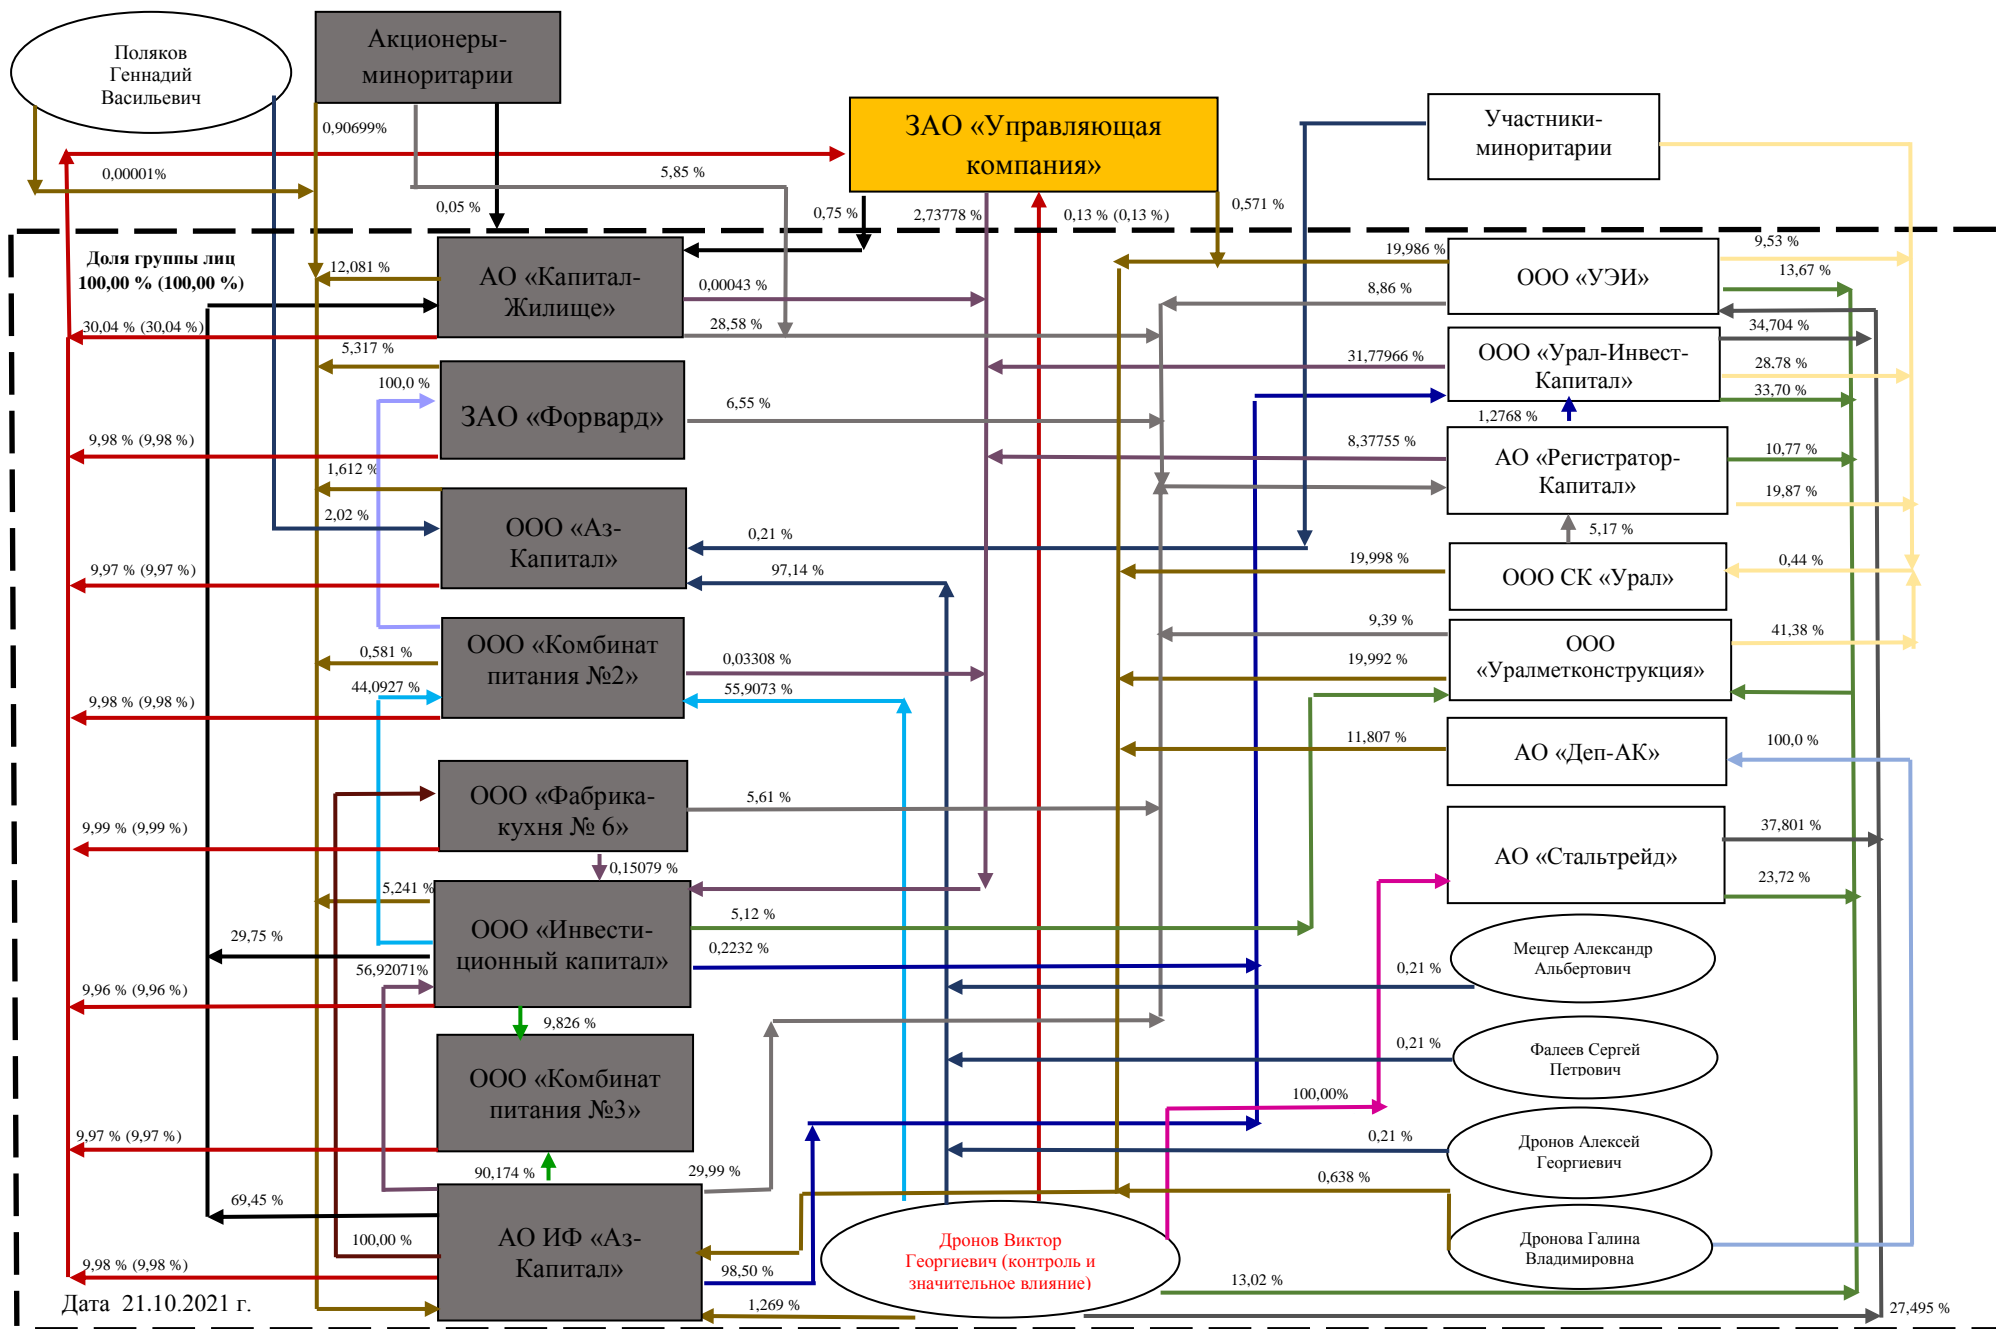 Поляков
Геннадий
Васильевич
Акционеры-
миноритарии
ЗАО «Управляющая
компания»
Участники-
миноритарии
0,90699%
0,00001%
5,85 %
0,05 %
0,75 %
2,73778 %
0,13 % (0,13 %)
0,571 %
Доля группы лиц
100,00 % (100,00 %)
12,081 %
АО «Капитал-
Жилище»
0,00043 %
28,58 %
30,04 % (30,04 %)
19,986 %
8,86 %
ООО «УЭИ»
9,53 %
13,67 %
34,704 %
5,317 %
100,0 %
ЗАО «Форвард»
6,55 %
9,98 % (9,98 %)
31,77966 %
ООО «Урал-Инвест-
Капитал»
28,78 %
33,70 %
1,2768 %
8,37755 %
АО «Регистратор-
Капитал»
10,77 %
19,87 %
1,612 %
2,02 %
ООО «Аз-
Капитал»
0,21 %
97,14 %
9,97 % (9,97 %)
5,17 %
19,998 %
ООО СК «Урал»
0,44 %
0,581 %
44,0927 %
ООО «Комбинат
питания №2»
0,03308 %
55,9073 %
9,98 % (9,98 %)
9,39 %
19,992 %
ООО
«Уралметконструкция»
41,38 %
11,807 %
АО «Деп-АК»
100,0 %
ООО «Фабрика-
кухня № 6»
5,61 %
9,99 % (9,99 %)
0,15079 %
АО «Стальтрейд»
37,801 %
23,72 %
5,241 %
29,75 %
56,92071%
ООО «Инвести-
ционный капитал»
5,12 %
0,2232 %
9,96 % (9,96 %)
9,826 %
Мецгер Александр
Альбертович
0,21 %
ООО «Комбинат
питания №3»
9,97 % (9,97 %)
90,174 %
Фалеев Сергей
Петрович
0,21 %
100,00%
Дронов Алексей
Георгиевич
0,21 %
29,99 %
69,45 %
100,00 %
АО ИФ «Аз-
Капитал»
98,50 %
1,269 %
9,98 % (9,98 %)
Дронов Виктор
Георгиевич (контроль и
значительное влияние)
0,638 %
Дронова Галина
Владимировна
13,02 %
27,495 %
Дата 21.10.2021 г.